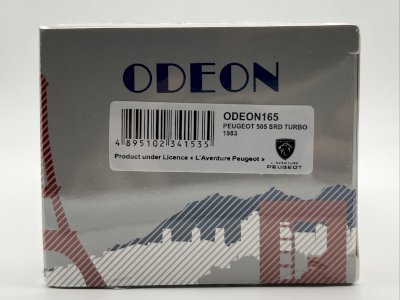 ODEON
ODEON165
PEUGEOT 505 SRD TURBO
1983
4 895102 341535
Product under Licence « L'Aventure Peugeot »
L'AVENTURE
PEUGEOT